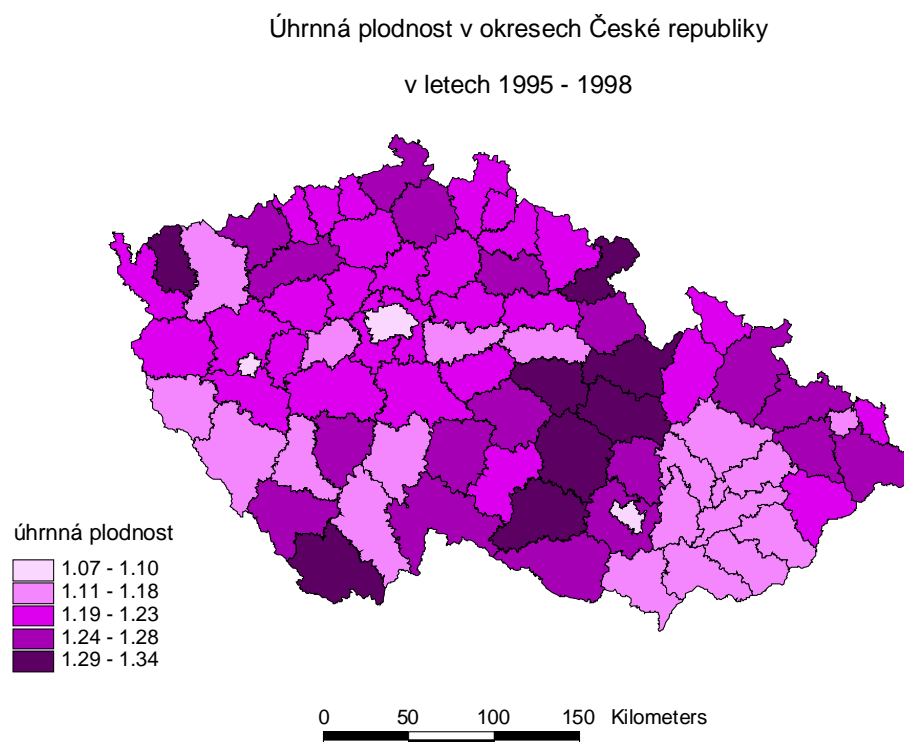 Úhrnná plodnost v okresech České republiky
v letech 1995 - 1998
úhrnná plodnost
1.07 - 1.10
1.11 - 1.18
1.19 - 1.23
1.24 - 1.28
1.29 - 1.34
0 50 100 150 Kilometers